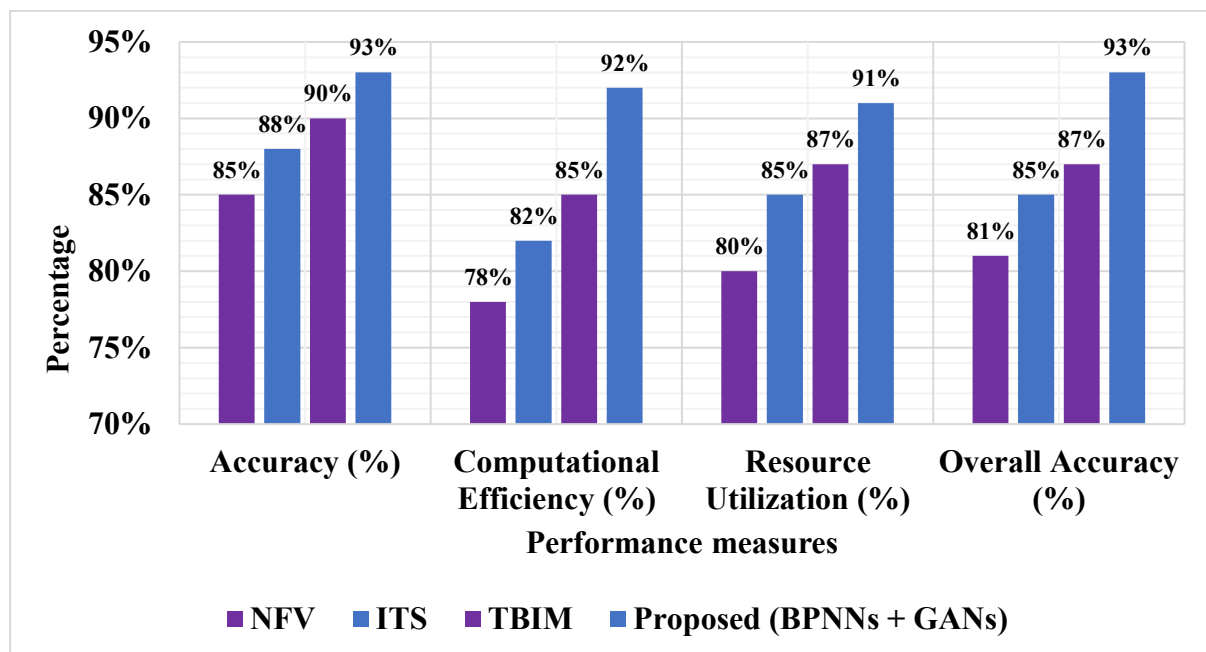 95%
90%
85%
80%
75%
70%
Percentage
85%
88%
90%
93%
78%
82%
85%
92%
80%
85%
87%
91%
81%
85%
87%
93%
Accuracy (%)
Computational
Efficiency (%)
Resource
Utilization (%)
Overall Accuracy
(%)
Performance measures
NFV ITS TBIM Proposed (BPNNs + GANs)